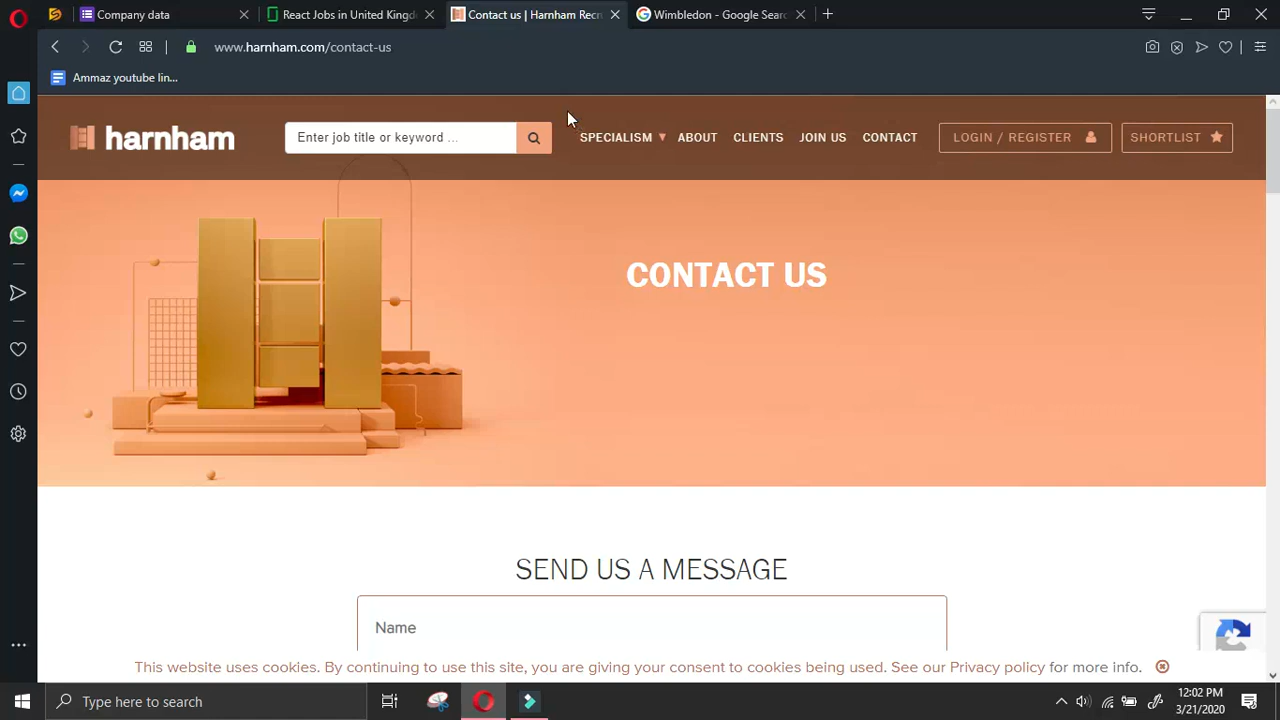 Company data
React Jobs in United Kingd
Contact us | Harnham Recru
Wimbledon - Google Searc
www.harnham.com/contact-us
Ammaz youtube lin...
harnham
Enter job title or keyword ...
SPECIALISM ▾
ABOUT
CLIENTS
JOIN US
CONTACT
LOGIN / REGISTER
SHORTLIST
CONTACT US
SEND US A MESSAGE
Name
This website uses cookies. By continuing to use this site, you are giving your consent to cookies being used. See our Privacy policy for more info.
Type here to search
12:02 PM
3/21/2020